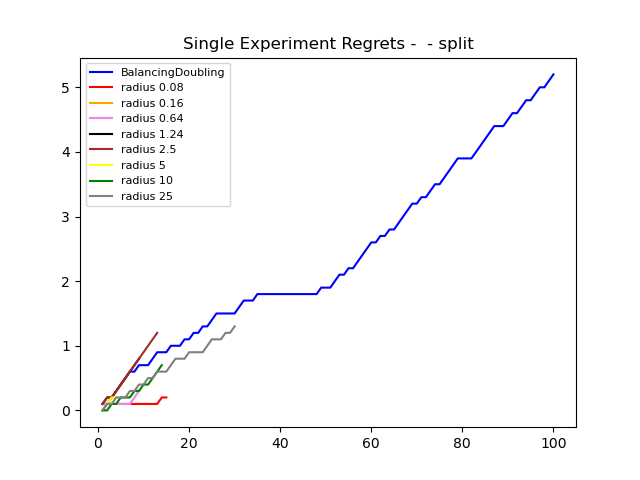 Single Experiment Regrets -  - split
BalancingDoubling
radius 0.08
radius 0.16
radius 0.64
radius 1.24
radius 2.5
radius 5
radius 10
radius 25
5
4
3
2
1
0
0 20 40 60 80 100